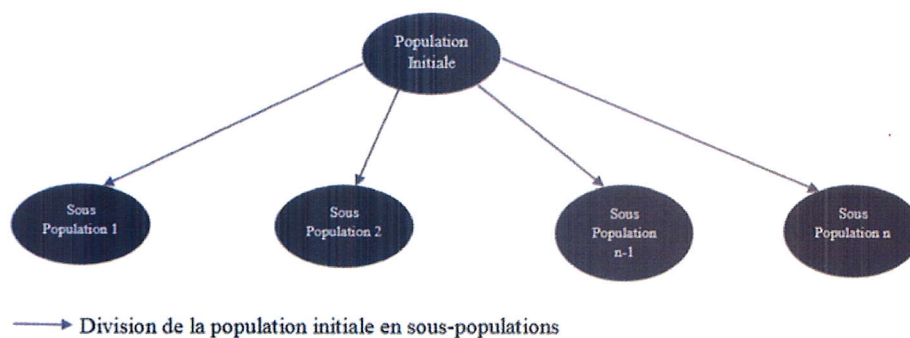 Population
Initiale
Sous
Population 1
Sous
Population 2
Sous
Population
n-1
Sous
Population n
Division de la population initiale en sous-populations